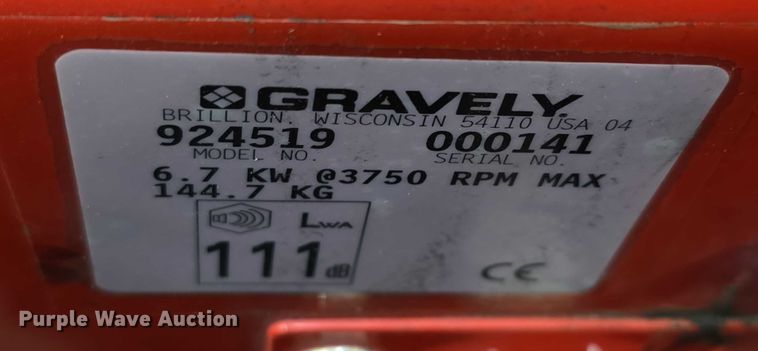 GRAVELY
BRILLION, WISCONSIN 54110 USA 04
924519 000141
MODEL NO. SERIAL NO.
6.7 KW @3750 RPM MAX
144.7 KG
LWA
111 dB
CE
Purple Wave Auction